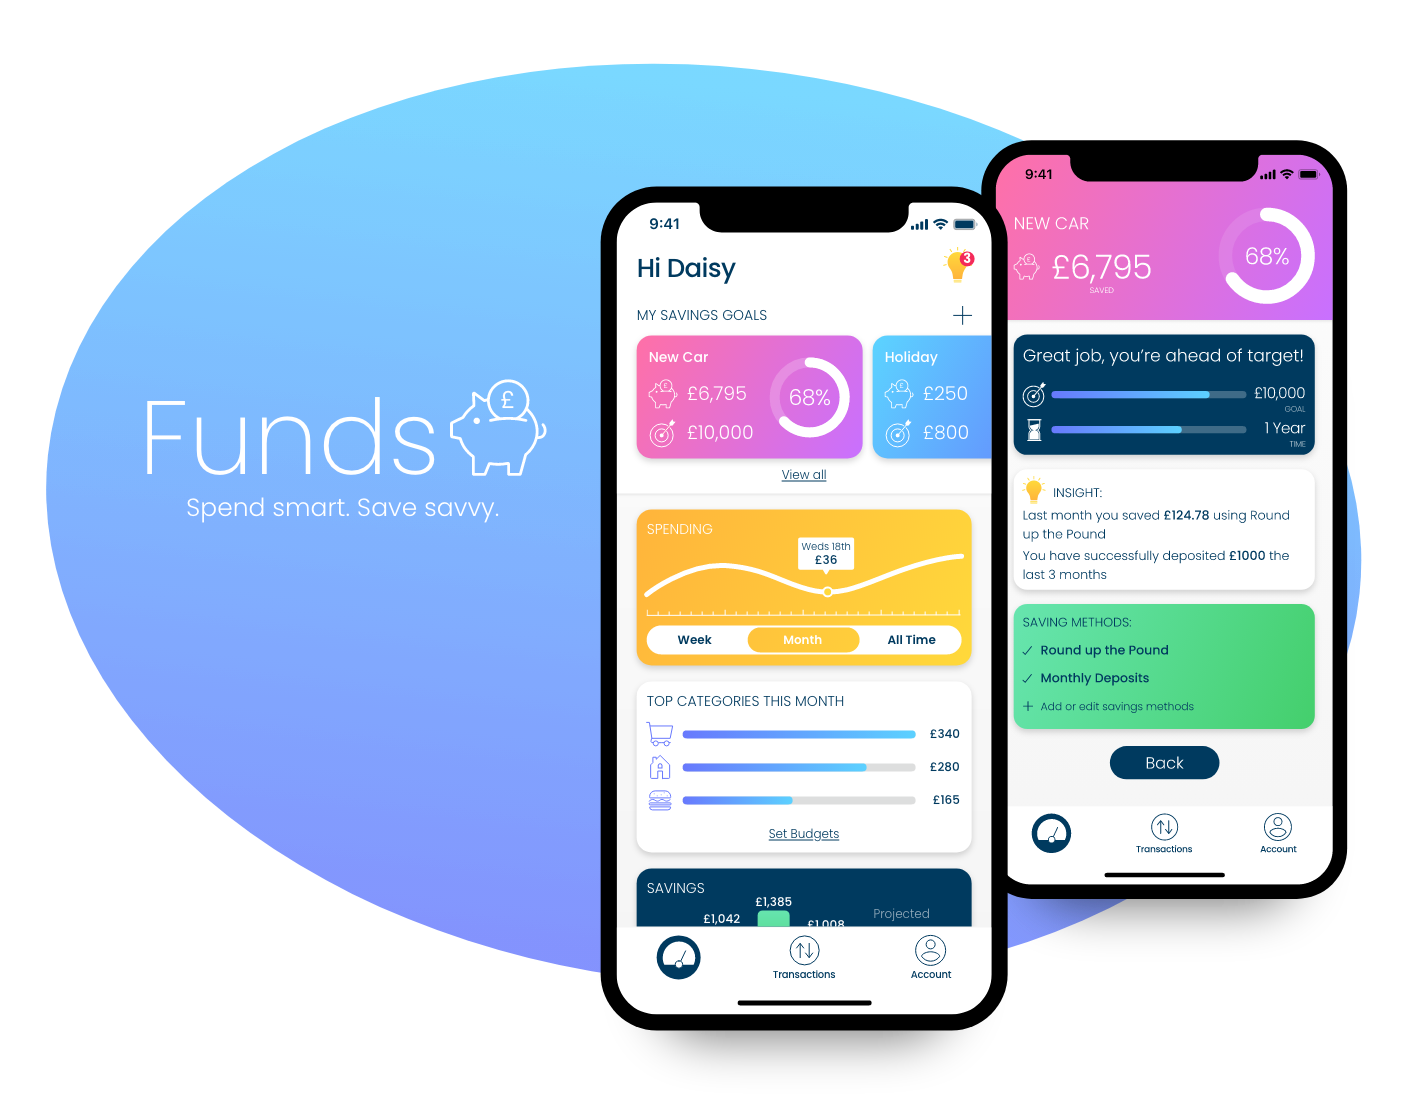 Funds
£
Spend smart. Save savvy.
9:41
Hi Daisy
3
MY SAVINGS GOALS
New Car
£6,795
£10,000
68%
Holiday
£250
£800
View all
SPENDING
Weds 18th
£36
Week Month All Time
TOP CATEGORIES THIS MONTH
£340
£280
£165
Set Budgets
SAVINGS
£1,385
£1,042
£1,008
Projected
Transactions
Account
9:41
NEW CAR
£6,795
SAVED
68%
Great job, you're ahead of target!
£10,000
GOAL
1 Year
TIME
INSIGHT:
Last month you saved £124.78 using Round
up the Pound
You have successfully deposited £1000 the
last 3 months
SAVING METHODS:
Round up the Pound
Monthly Deposits
Add or edit savings methods
Back
Transactions
Account